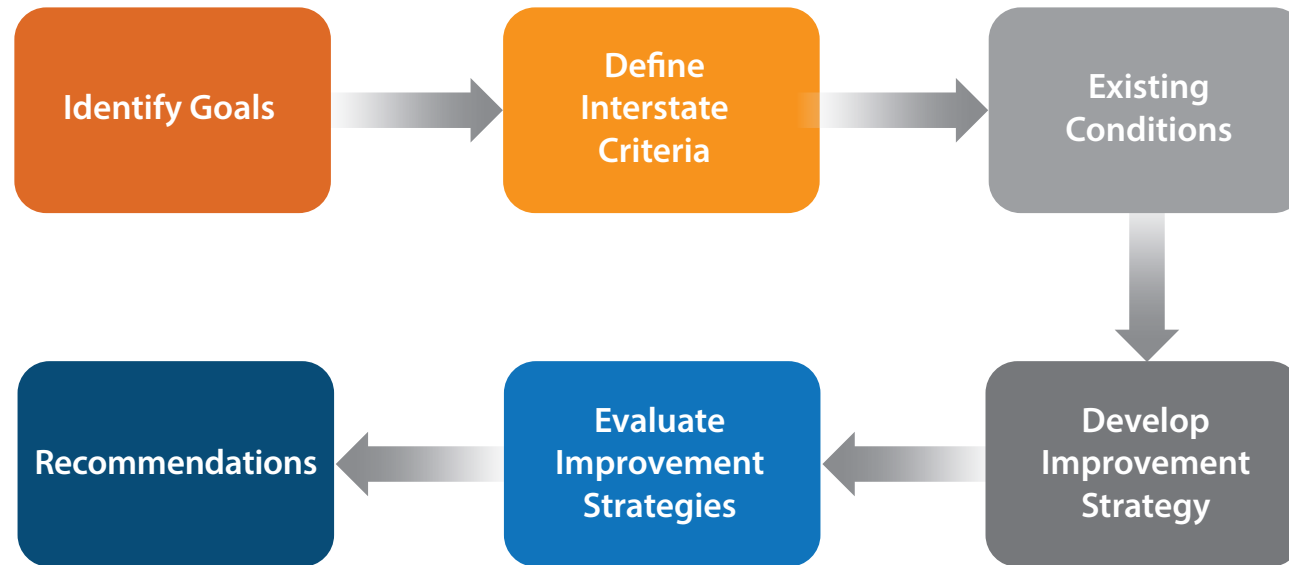 Identify Goals
Define
Interstate
Criteria
Existing
Conditions
Develop
Improvement
Strategy
Evaluate
Improvement
Strategies
Recommendations